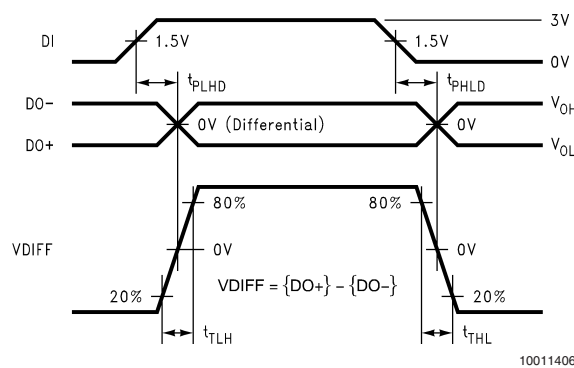 3V
DI
1.5V
1.5V
0V
tPLHD
tPHLD
DO-
VOH
0V (Differential)
0V
DO+
VOL
80%
80%
VDIFF
0V
0V
20%
VDIFF = {DO+} – {DO-}
20%
tTLH
tTHL
10011406